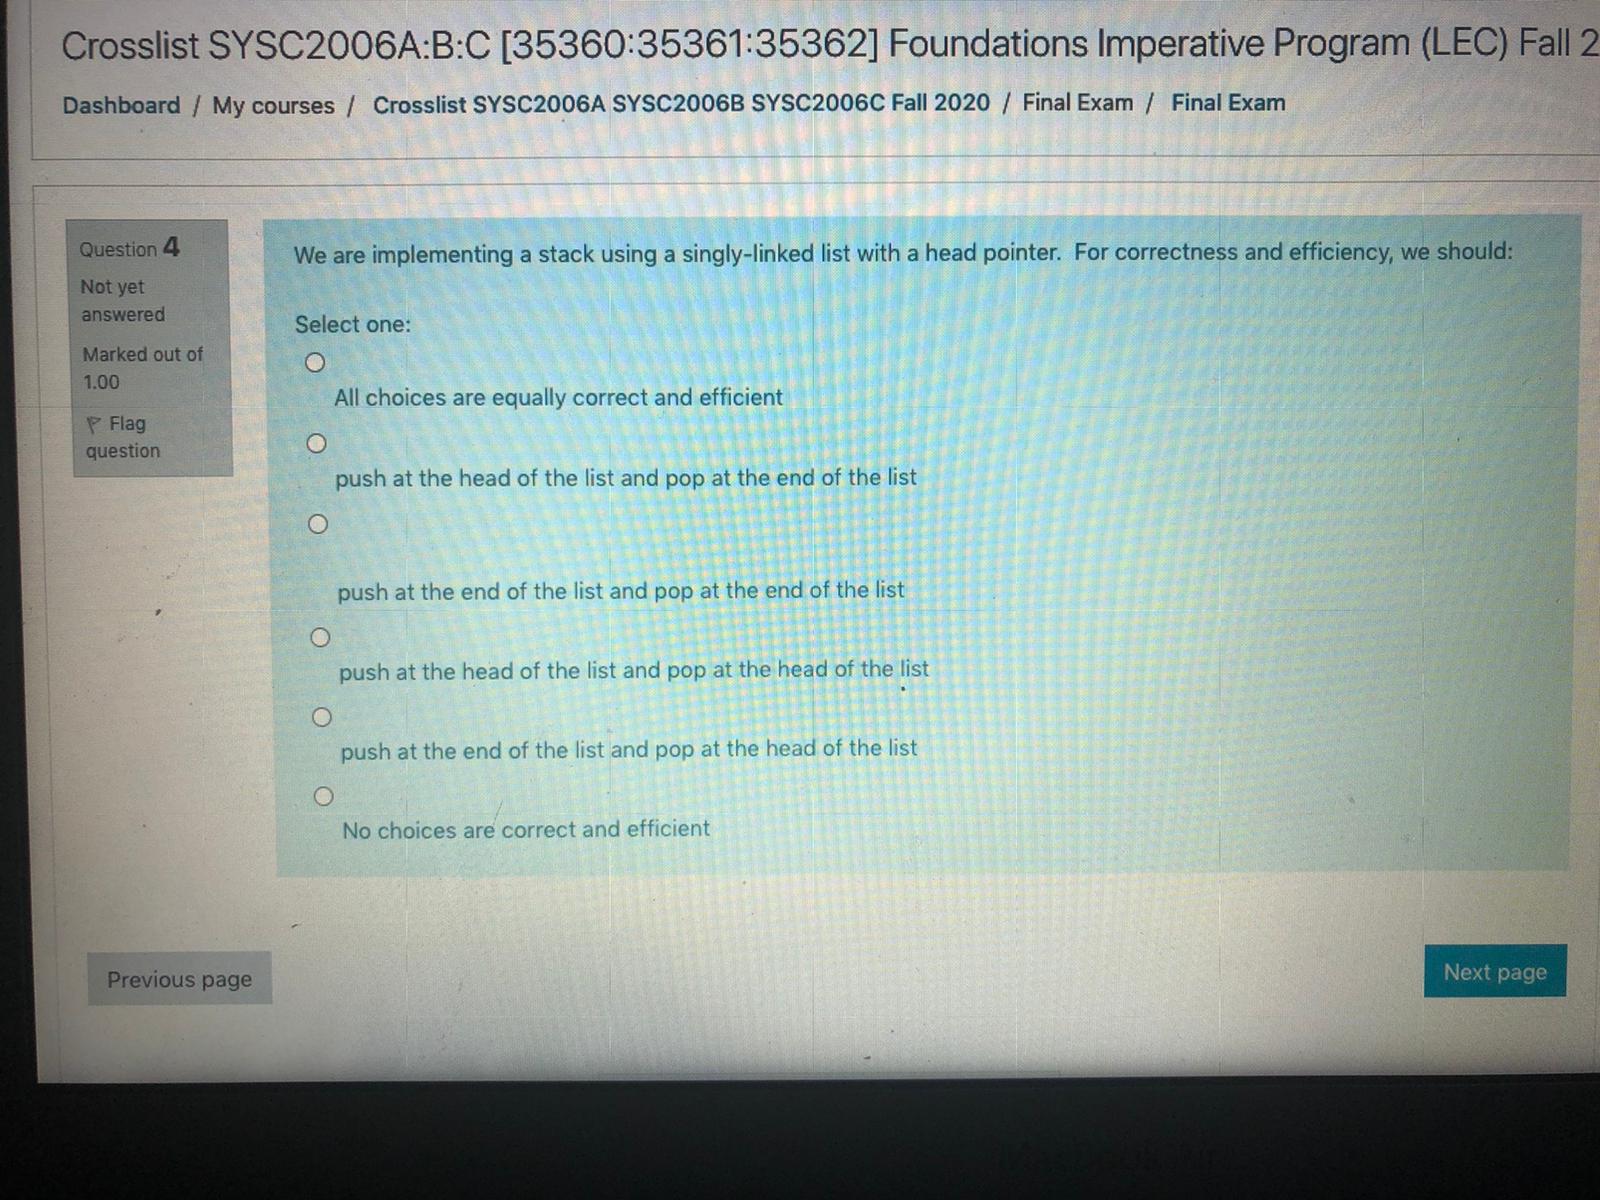 Crosslist SYSC2006A:B:C [35360:35361:35362] Foundations Imperative Program (LEC) Fall 2
Dashboard / My courses / Crosslist SYSC2006A SYSC2006B SYSC2006C Fall 2020 / Final Exam / Final Exam
Question 4
Not yet
answered
Marked out of
1.00
Flag
question
We are implementing a stack using a singly-linked list with a head pointer. For correctness and efficiency, we should:
Select one:
All choices are equally correct and efficient
push at the head of the list and pop at the end of the list
push at the end of the list and pop at the end of the list
push at the head of the list and pop at the head of the list
push at the end of the list and pop at the head of the list
No choices are correct and efficient
Previous page
Next page